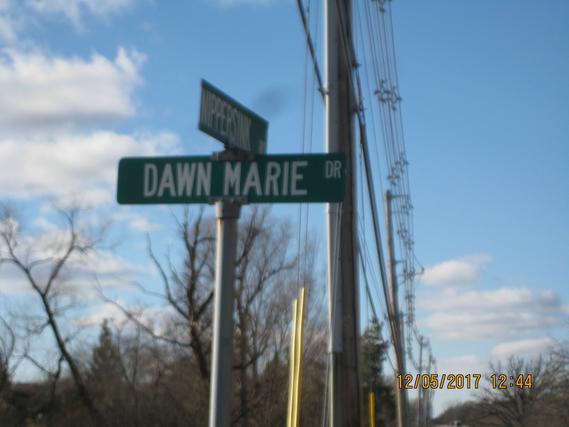 NIPPERSINK
DAWN MARIE DR
12/05/2017 12:44